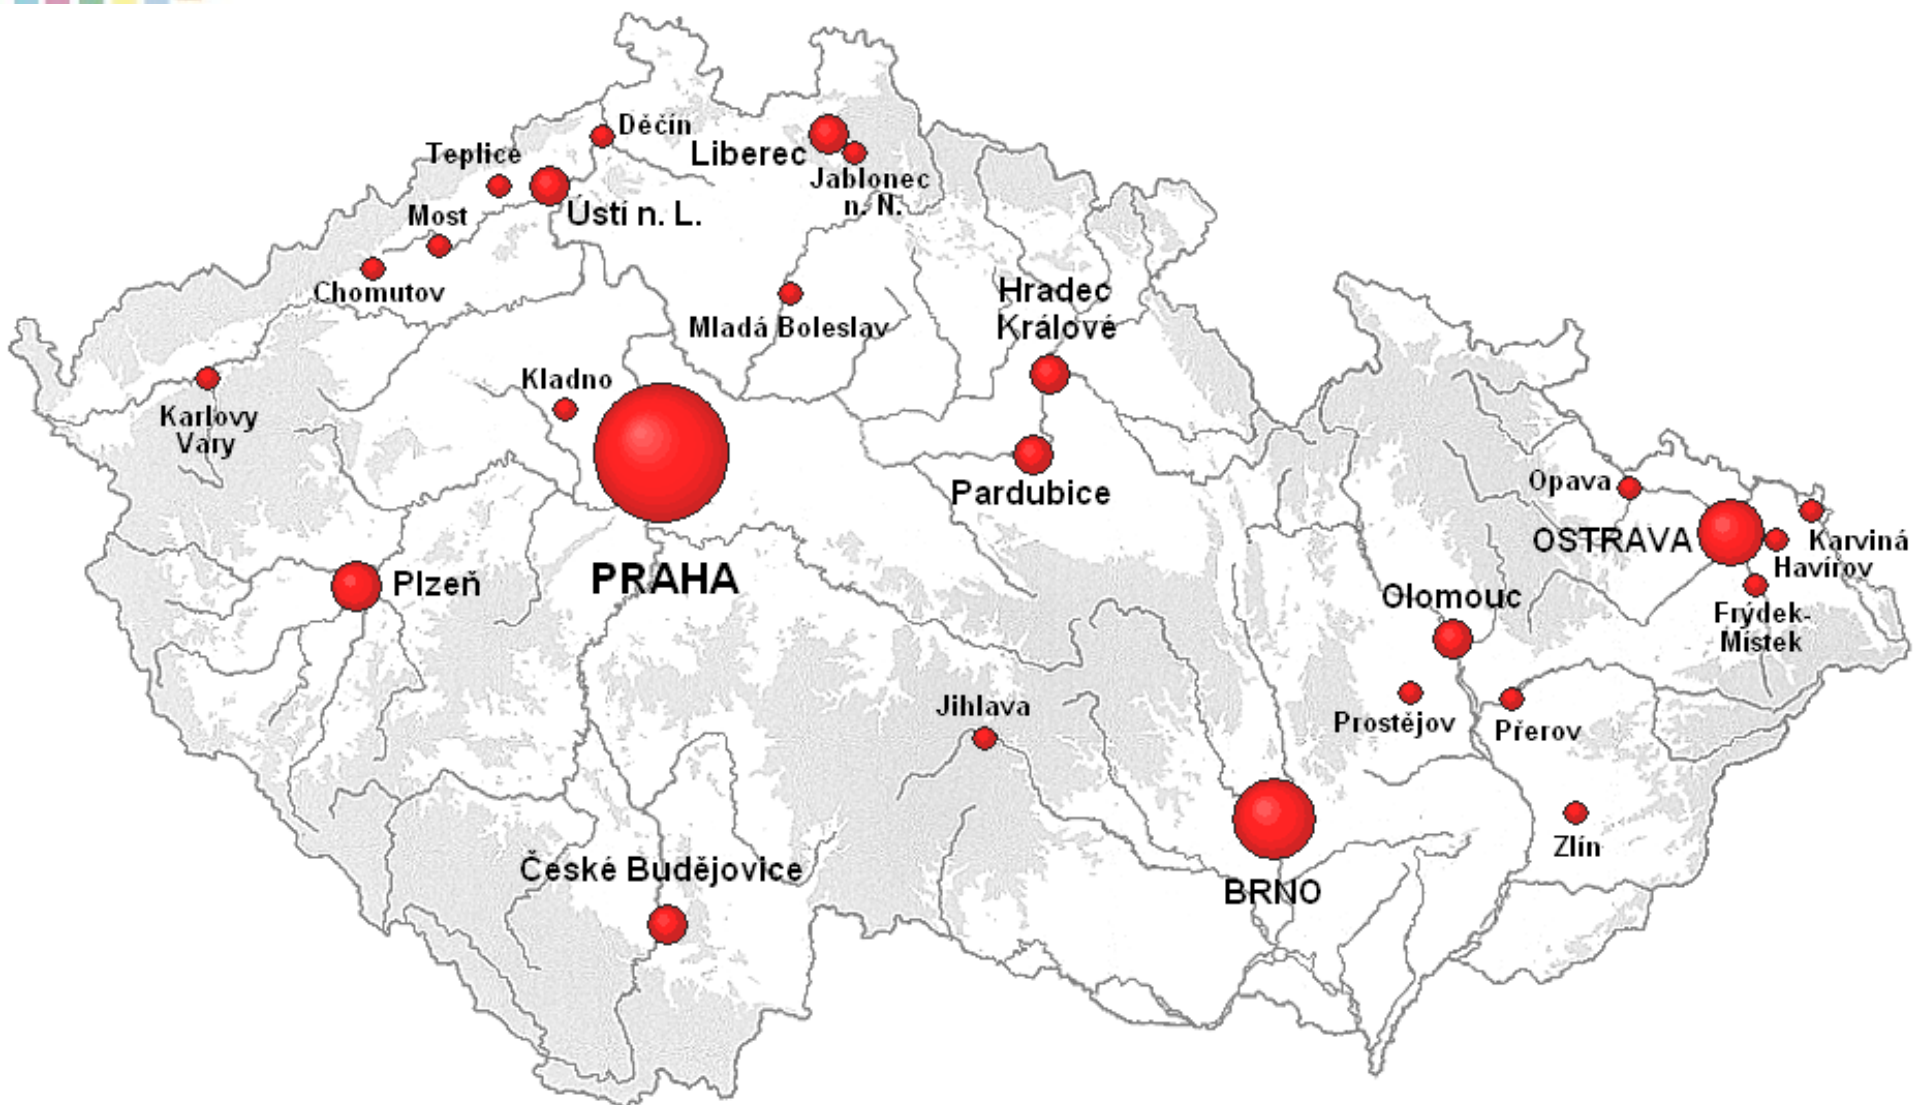 Děčín
Teplice
Liberec
Jablonec
n. N.
Most
Ústí n. L.
Chomutov
Hradec
Králové
Mladá Boleslav
Kladno
Karlovy
Vary
Pardubice
Opava
OSTRAVA
Karviná
Havířov
PRAHA
Plzeň
Olomouc
Frýdek-
Místek
Jihlava
Prostějov
Přerov
Zlín
České Budějovice
BRNO